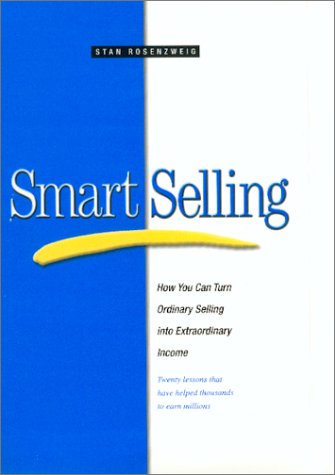 STAN ROSENZWEIG
Smart Selling
How You Can Turn
Ordinary Selling
into Extraordinary
Income
Twenty lessons that
have helped thousands
to earn millions